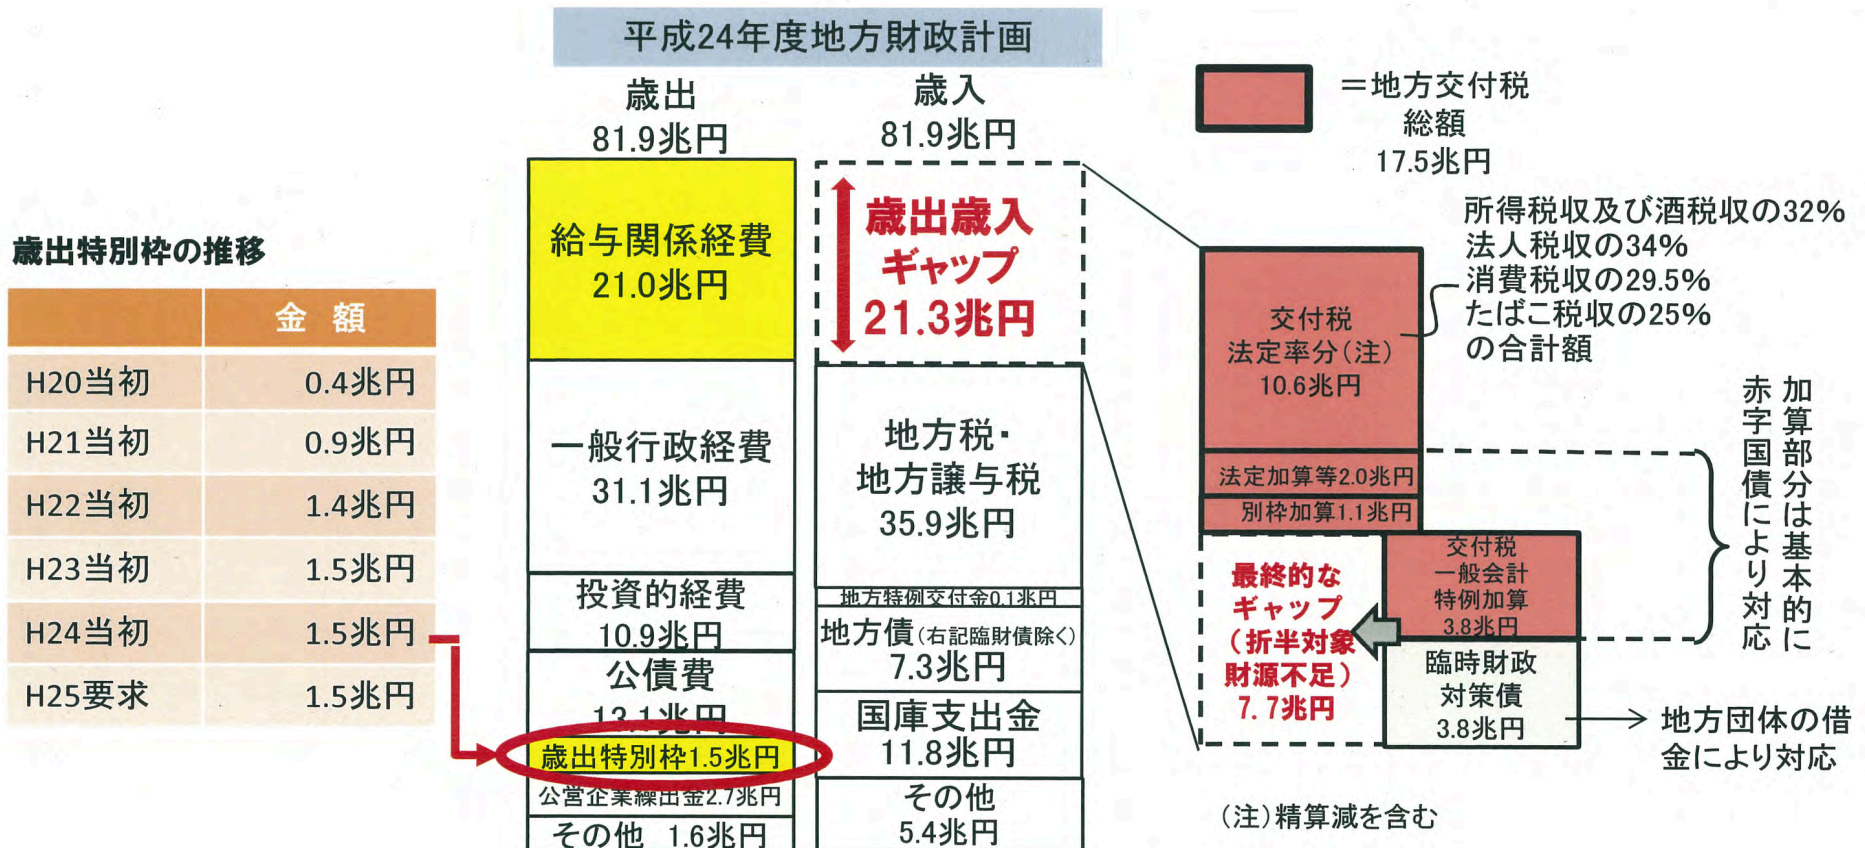 平成24年度地方財政計画
歳出特別枠の推移
金 額
H20当初 0.4兆円
H21当初 0.9兆円
H22当初 1.4兆円
H23当初 1.5兆円
H24当初 1.5兆円
H25要求 1.5兆円
歳出
81.9兆円
給与関係経費
21.0兆円
一般行政経費
31.1兆円
投資的経費
10.9兆円
公債費
13.1兆円
歳出特別枠1.5兆円
公営企業繰出金2.7兆円
その他 1.6兆円
歳入
81.9兆円
歳出歳入
ギャップ
21.3兆円
地方税・
地方譲与税
35.9兆円
地方特例交付金0.1兆円
地方債(右記臨財債除く)
7.3兆円
国庫支出金
11.8兆円
その他
5.4兆円
=地方交付税
総額
17.5兆円
所得税収及び酒税収の32%
法人税収の34%
消費税収の29.5%
たばこ税収の25%
の合計額
交付税
法定率分(注)
10.6兆円
法定加算等2.0兆円
別枠加算1.1兆円
最終的な
ギャップ
(折半対象
財源不足)
7.7兆円
交付税
一般会計
特例加算
3.8兆円
臨時財政
対策債
3.8兆円
加算部分は基本的に
赤字国債により対応
地方団体の借
金により対応
(注)精算減を含む